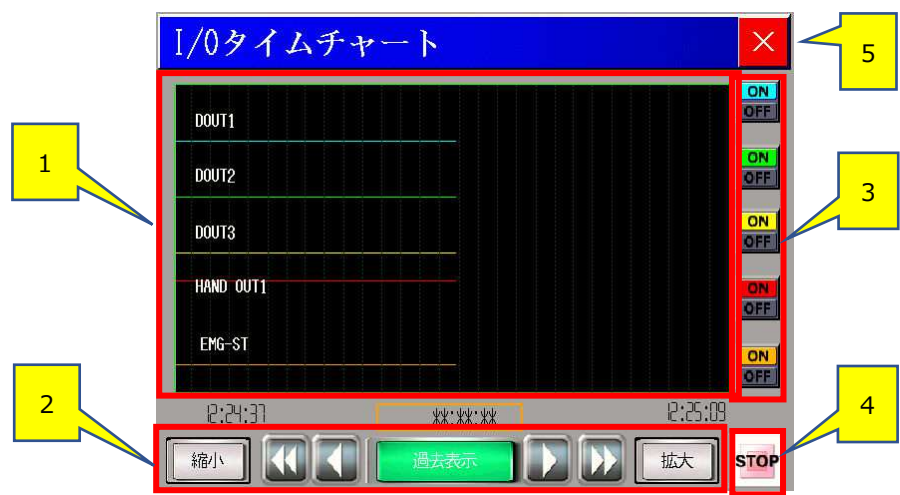 I/Oタイムチャート
5
ON
OFF
DOUT1
1
ON
OFF
DOUT2
3
ON
OFF
DOUT3
HAND OUT1
ON
OFF
EMG-ST
ON
OFF
2
12:24:37
**:**:**
12:25:09
4
縮小
過去表示
拡大
STOP